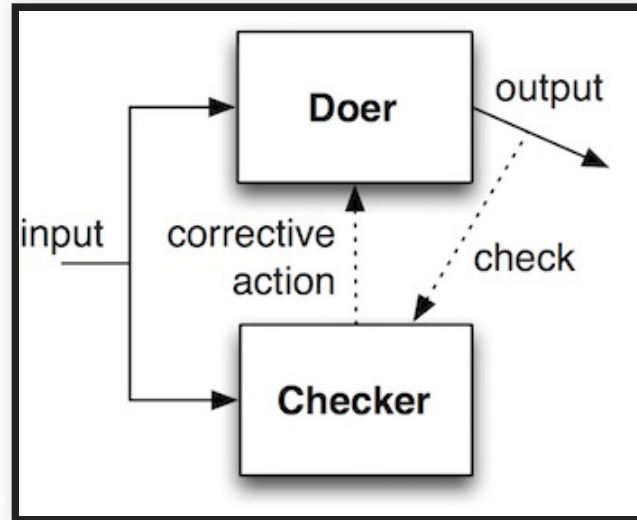 Doer
output
input
corrective
action
check
Checker